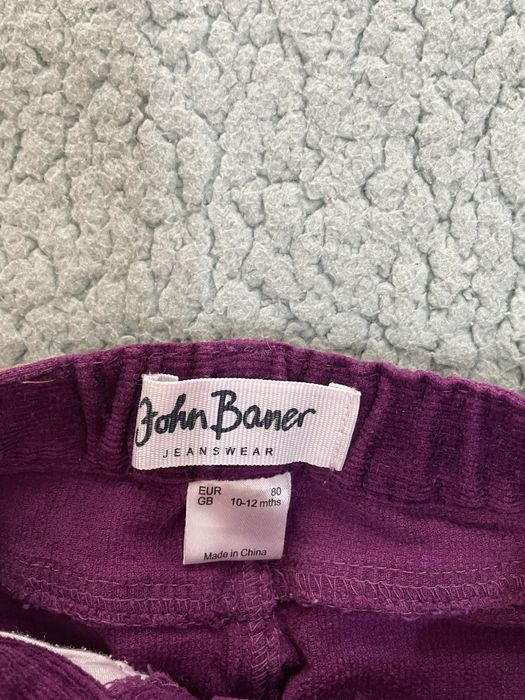 John Baner
JEANSWEAR
EUR 80
GB 10-12 mths
Made in China